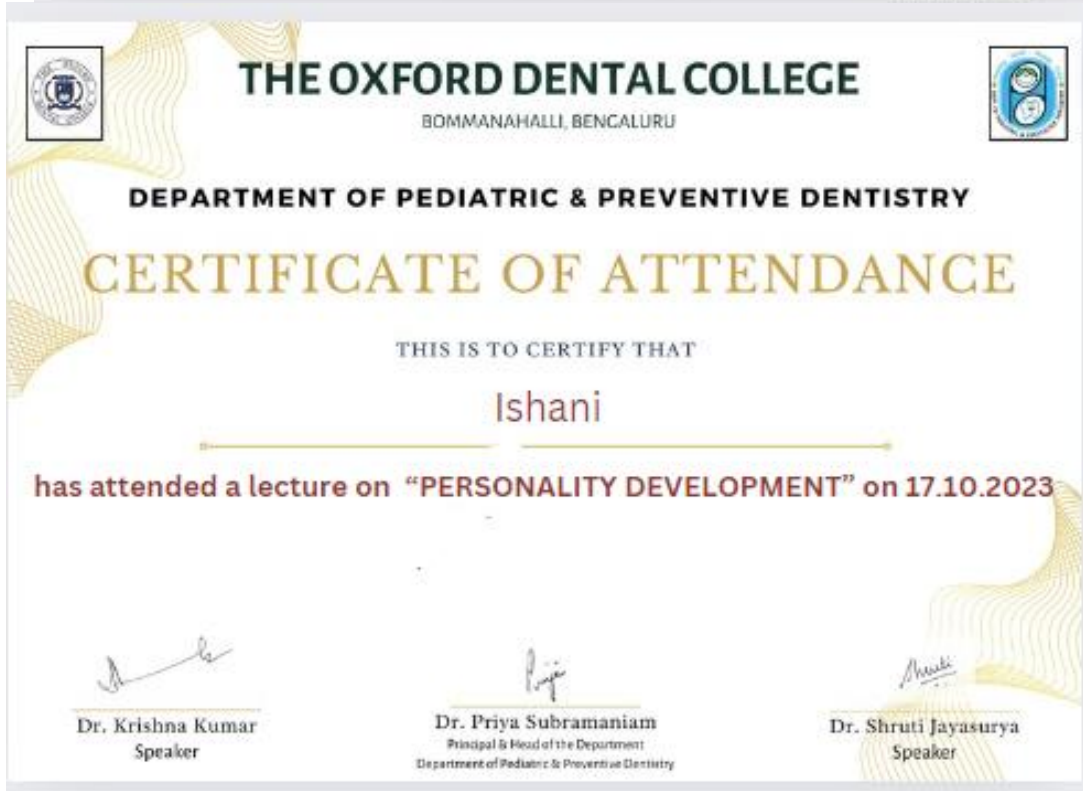 THE OXFORD DENTAL COLLEGE
BOMMANAHALLI, BENGALURU
DEPARTMENT OF PEDIATRIC & PREVENTIVE DENTISTRY
CERTIFICATE OF ATTENDANCE
THIS IS TO CERTIFY THAT
Ishani
has attended a lecture on “PERSONALITY DEVELOPMENT” on 17.10.2023
Dr. Krishna Kumar
Speaker
Dr. Priya Subramaniam
Principal & Head of the Department
Department of Pediatric & Preventive Dentistry
Dr. Shruti Jayasurya
Speaker